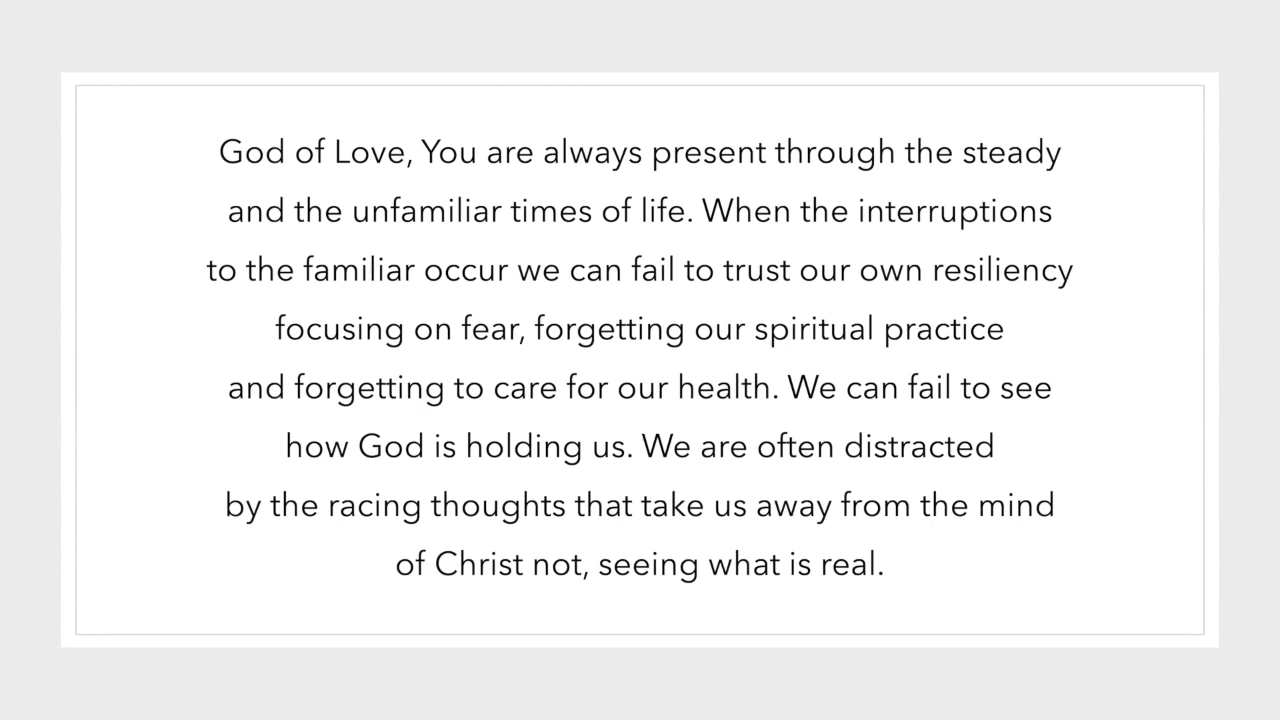 God of Love, You are always present through the steady
and the unfamiliar times of life. When the interruptions
to the familiar occur we can fail to trust our own resiliency
focusing on fear, forgetting our spiritual practice
and forgetting to care for our health. We can fail to see
how God is holding us. We are often distracted
by the racing thoughts that take us away from the mind
of Christ not, seeing what is real.